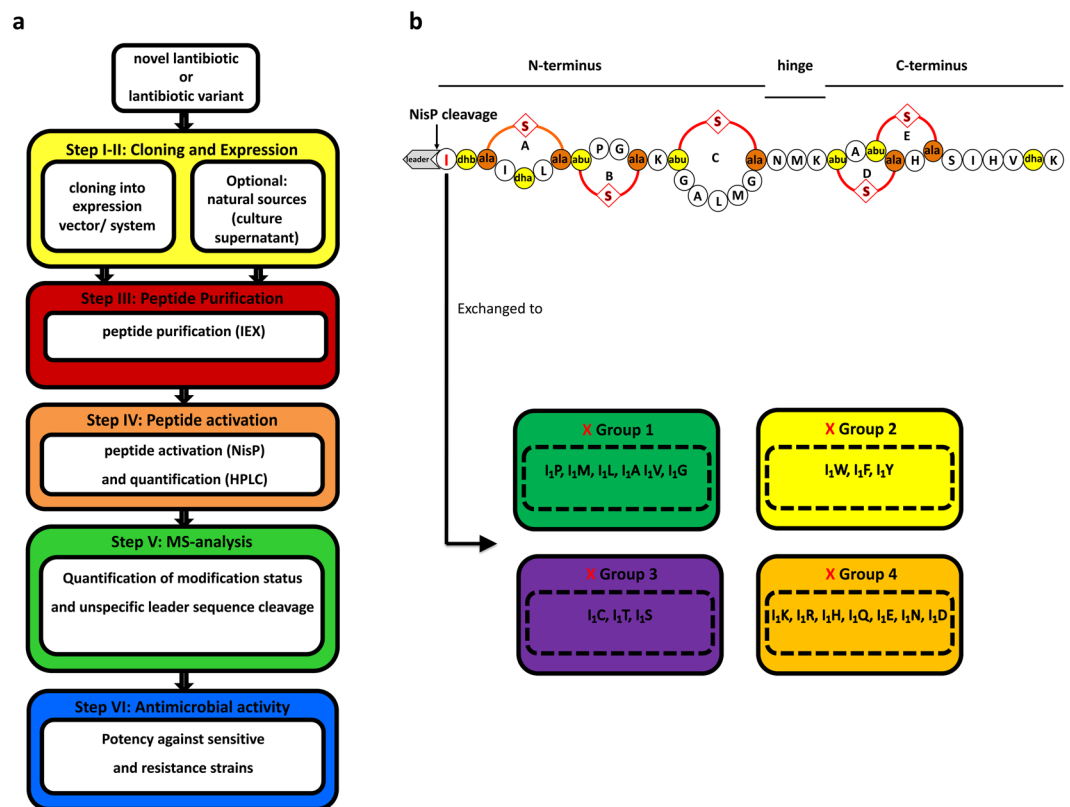 a
novel lantibiotic
or
lantibiotic variant
Step I-II: Cloning and Expression
cloning into
expression
vector/ system
Optional:
natural sources
(culture
supernatant)
Step III: Peptide Purification
peptide purification (IEX)
Step IV: Peptide activation
peptide activation (NisP)
and quantification (HPLC)
Step V: MS-analysis
Quantification of modification status
and unspecific leader sequence cleavage
Step VI: Antimicrobial activity
Potency against sensitive
and resistance strains
b
N-terminus
hinge
C-terminus
NisP cleavage
leader
I dhb ala I dha L ala abu P G ala K abu G A L M G ala N M K abu A abu ala H ala S I H V dha K
S A
S B
S C
S D
S E
Exchanged to
X Group 1
I₁P, I₁M, I₁L, I₁A I₁V, I₁G
X Group 2
I₁W, I₁F, I₁Y
X Group 3
I₁C, I₁T, I₁S
X Group 4
I₁K, I₁R, I₁H, I₁Q, I₁E, I₁N, I₁D